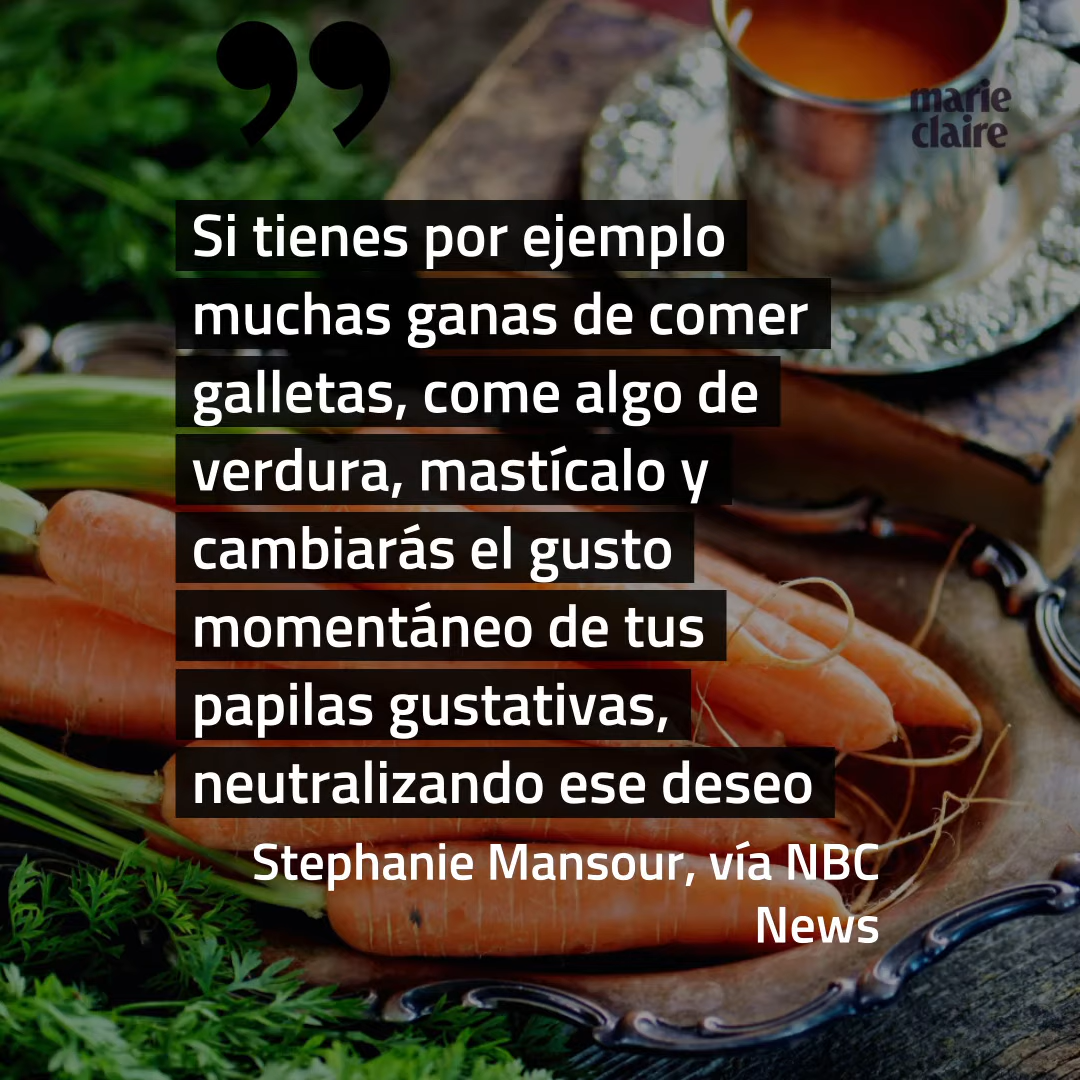 ”
marie
claire
Si tienes por ejemplo
muchas ganas de comer
galletas, come algo de
verdura, mastícalo y
cambiarás el gusto
momentáneo de tus
papilas gustativas,
neutralizando ese deseo
Stephanie Mansour, vía NBC
News